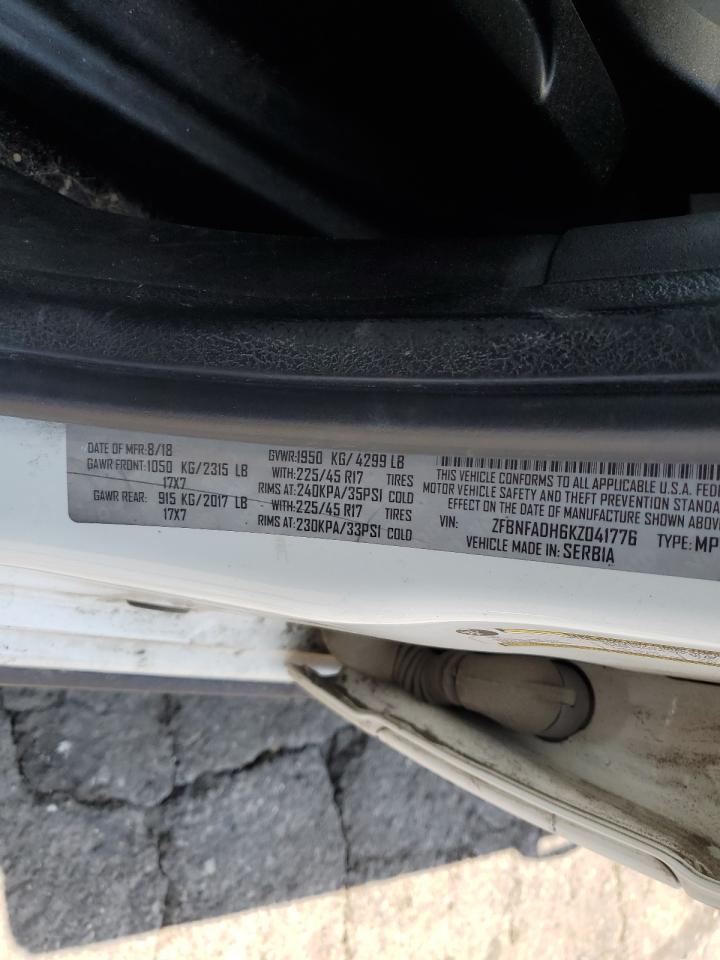 DATE OF MFR:8/18 GVWR:1950 KG/ 4299 LB
GAWR FRONT:1050 KG/2315 LB WITH:225/45 R17 TIRES
17X7 RIMS AT:240KPA/35PSI COLD
GAWR REAR: 915 KG/2017 LB WITH:225/45 R17 TIRES
17X7 RIMS AT:230KPA/33PSI COLD
THIS VEHICLE CONFORMS TO ALL APPLICABLE U.S.A. FEDE
MOTOR VEHICLE SAFETY AND THEFT PREVENTION STANDA
EFFECT ON THE DATE OF MANUFACTURE SHOWN ABOVE
VIN: ZFBNFADH6KZ041776 TYPE: MP
VEHICLE MADE IN: SERBIA